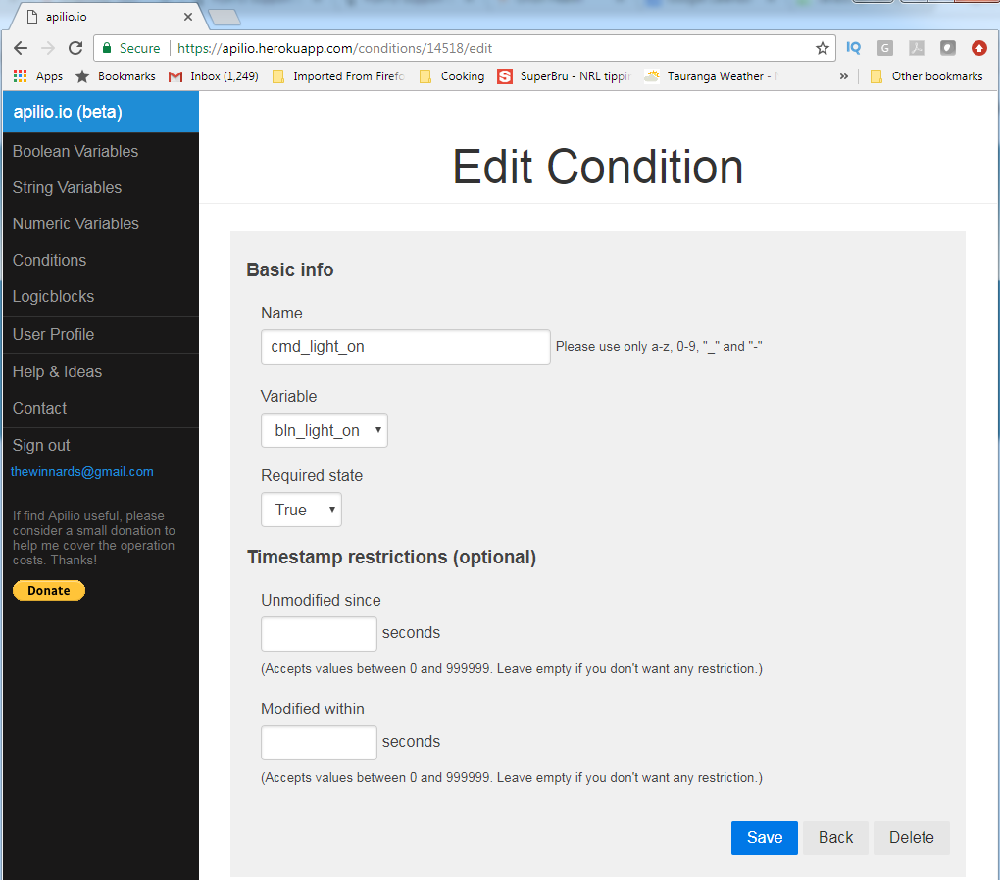 apilio.io
Secure https://apilio.herokuapp.com/conditions/14518/edit
IQ G
Apps Bookmarks Inbox (1,249) Imported From Firefo Cooking S SuperBru - NRL tippin Tauranga Weather - » Other bookmarks
apilio.io (beta)
Boolean Variables
String Variables
Numeric Variables
Conditions
Logicblocks
User Profile
Help & Ideas
Contact
Sign out
thewinnards@gmail.com
If find Apilio useful, please
consider a small donation to
help me cover the operation
costs. Thanks!
Donate
Edit Condition
Basic info
Name
cmd_light_on Please use only a-z, 0-9, "_" and "-"
Variable
bln_light_on
Required state
True
Timestamp restrictions (optional)
Unmodified since
seconds
(Accepts values between 0 and 999999. Leave empty if you don't want any restriction.)
Modified within
seconds
(Accepts values between 0 and 999999. Leave empty if you don't want any restriction.)
Save Back Delete